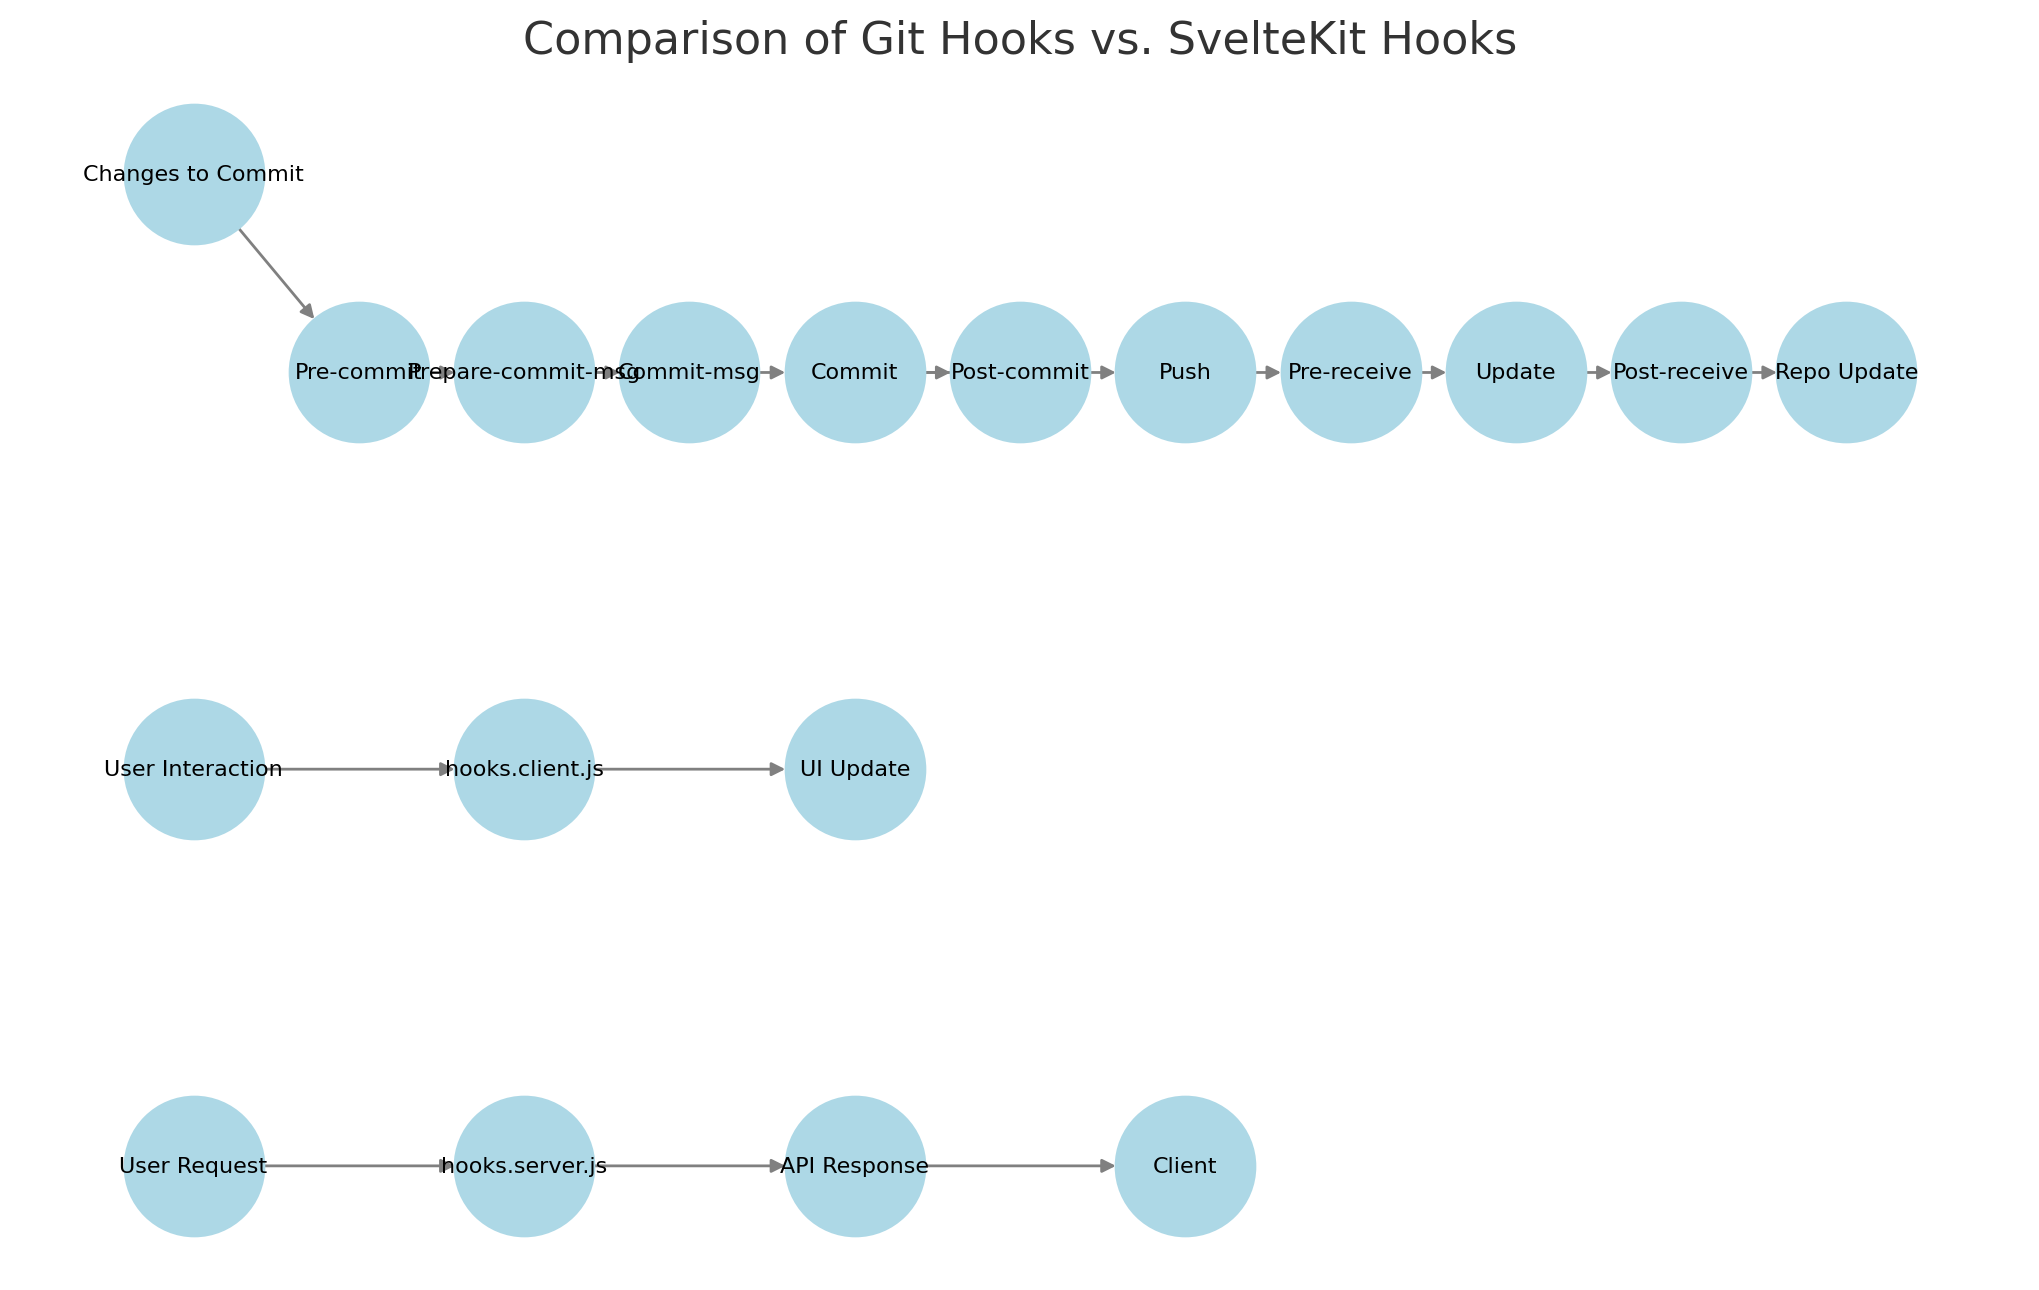 Comparison of Git Hooks vs. SvelteKit Hooks
Changes to Commit
Pre-commit
Prepare-commit-msg
Commit-msg
Commit
Post-commit
Push
Pre-receive
Update
Post-receive
Repo Update
User Interaction
hooks.client.js
UI Update
User Request
hooks.server.js
API Response
Client